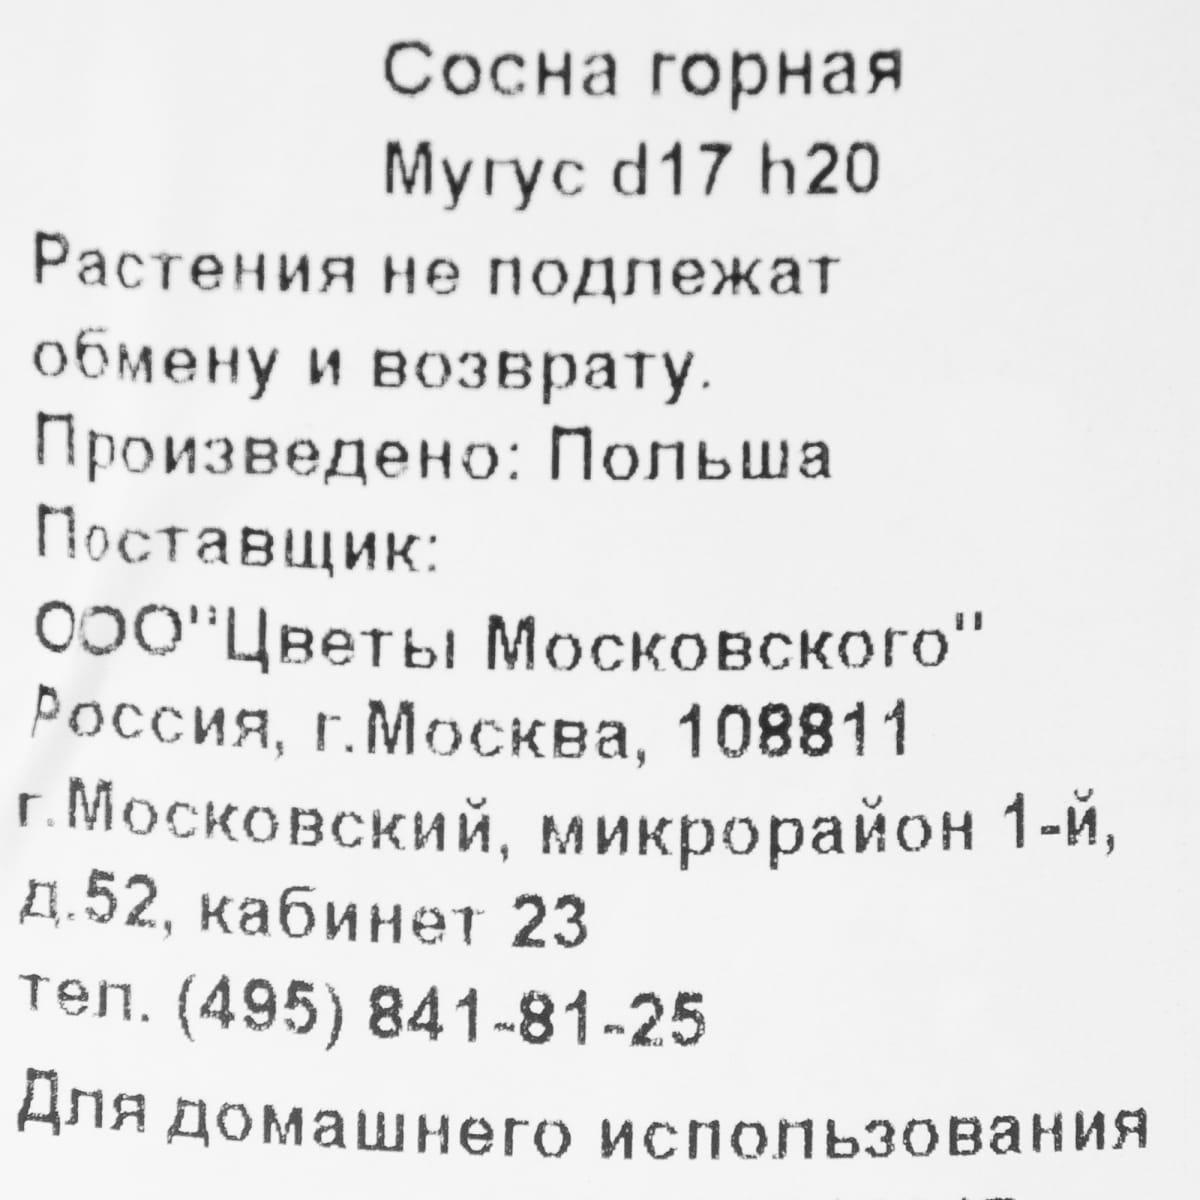 Сосна горная
Мугус d17 h20
Растения не подлежат
обмену и возврату.
Произведено: Польша
Поставщик:
ООО"Цветы Московского"
Россия, г.Москва, 108811
г.Московский, микрорайон 1-й,
д.52, кабинет 23
тел. (495) 841-81-25
Для домашнего использования